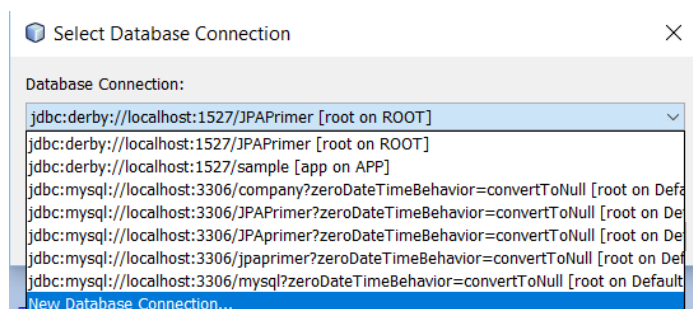 Select Database Connection
Database Connection:
jdbc:derby://localhost:1527/JPAPrimer [root on ROOT]
jdbc:derby://localhost:1527/JPAPrimer [root on ROOT]
jdbc:derby://localhost:1527/sample [app on APP]
jdbc:mysql://localhost:3306/company?zeroDateTimeBehavior=convertToNull [root on Defa
jdbc:mysql://localhost:3306/JPAPrimer?zeroDateTimeBehavior=convertToNull [root on De
jdbc:mysql://localhost:3306/JPAprimer?zeroDateTimeBehavior=convertToNull [root on De
jdbc:mysql://localhost:3306/jpaprimer?zeroDateTimeBehavior=convertToNull [root on Def
jdbc:mysql://localhost:3306/mysql?zeroDateTimeBehavior=convertToNull [root on Default
New Database Connection...